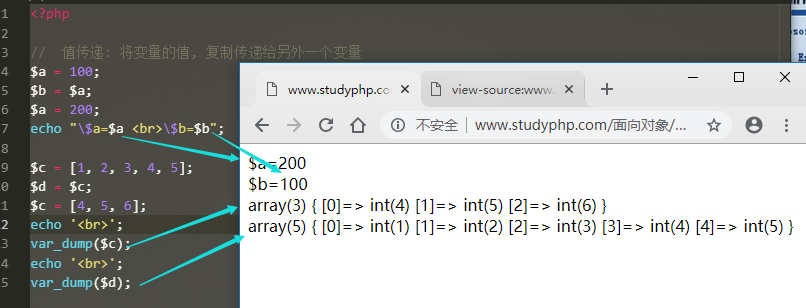 1 <?php
2
3 // 值传递: 将变量的值, 复制传递给另外一个变量
4 $a = 100;
5 $b = $a;
6 $a = 200;
7 echo "\$a=$a <br>\$b=$b";
8
9 $c = [1, 2, 3, 4, 5];
0 $d = $c;
1 $c = [4, 5, 6];
2 echo '<br>';
3 var_dump($c);
4 echo '<br>';
5 var_dump($d);
www.studyphp.co
view-source:www.
不安全 | www.studyphp.com/面向对象/...
$a=200
$b=100
array(3) { [0]=> int(4) [1]=> int(5) [2]=> int(6) }
array(5) { [0]=> int(1) [1]=> int(2) [2]=> int(3) [3]=> int(4) [4]=> int(5) }